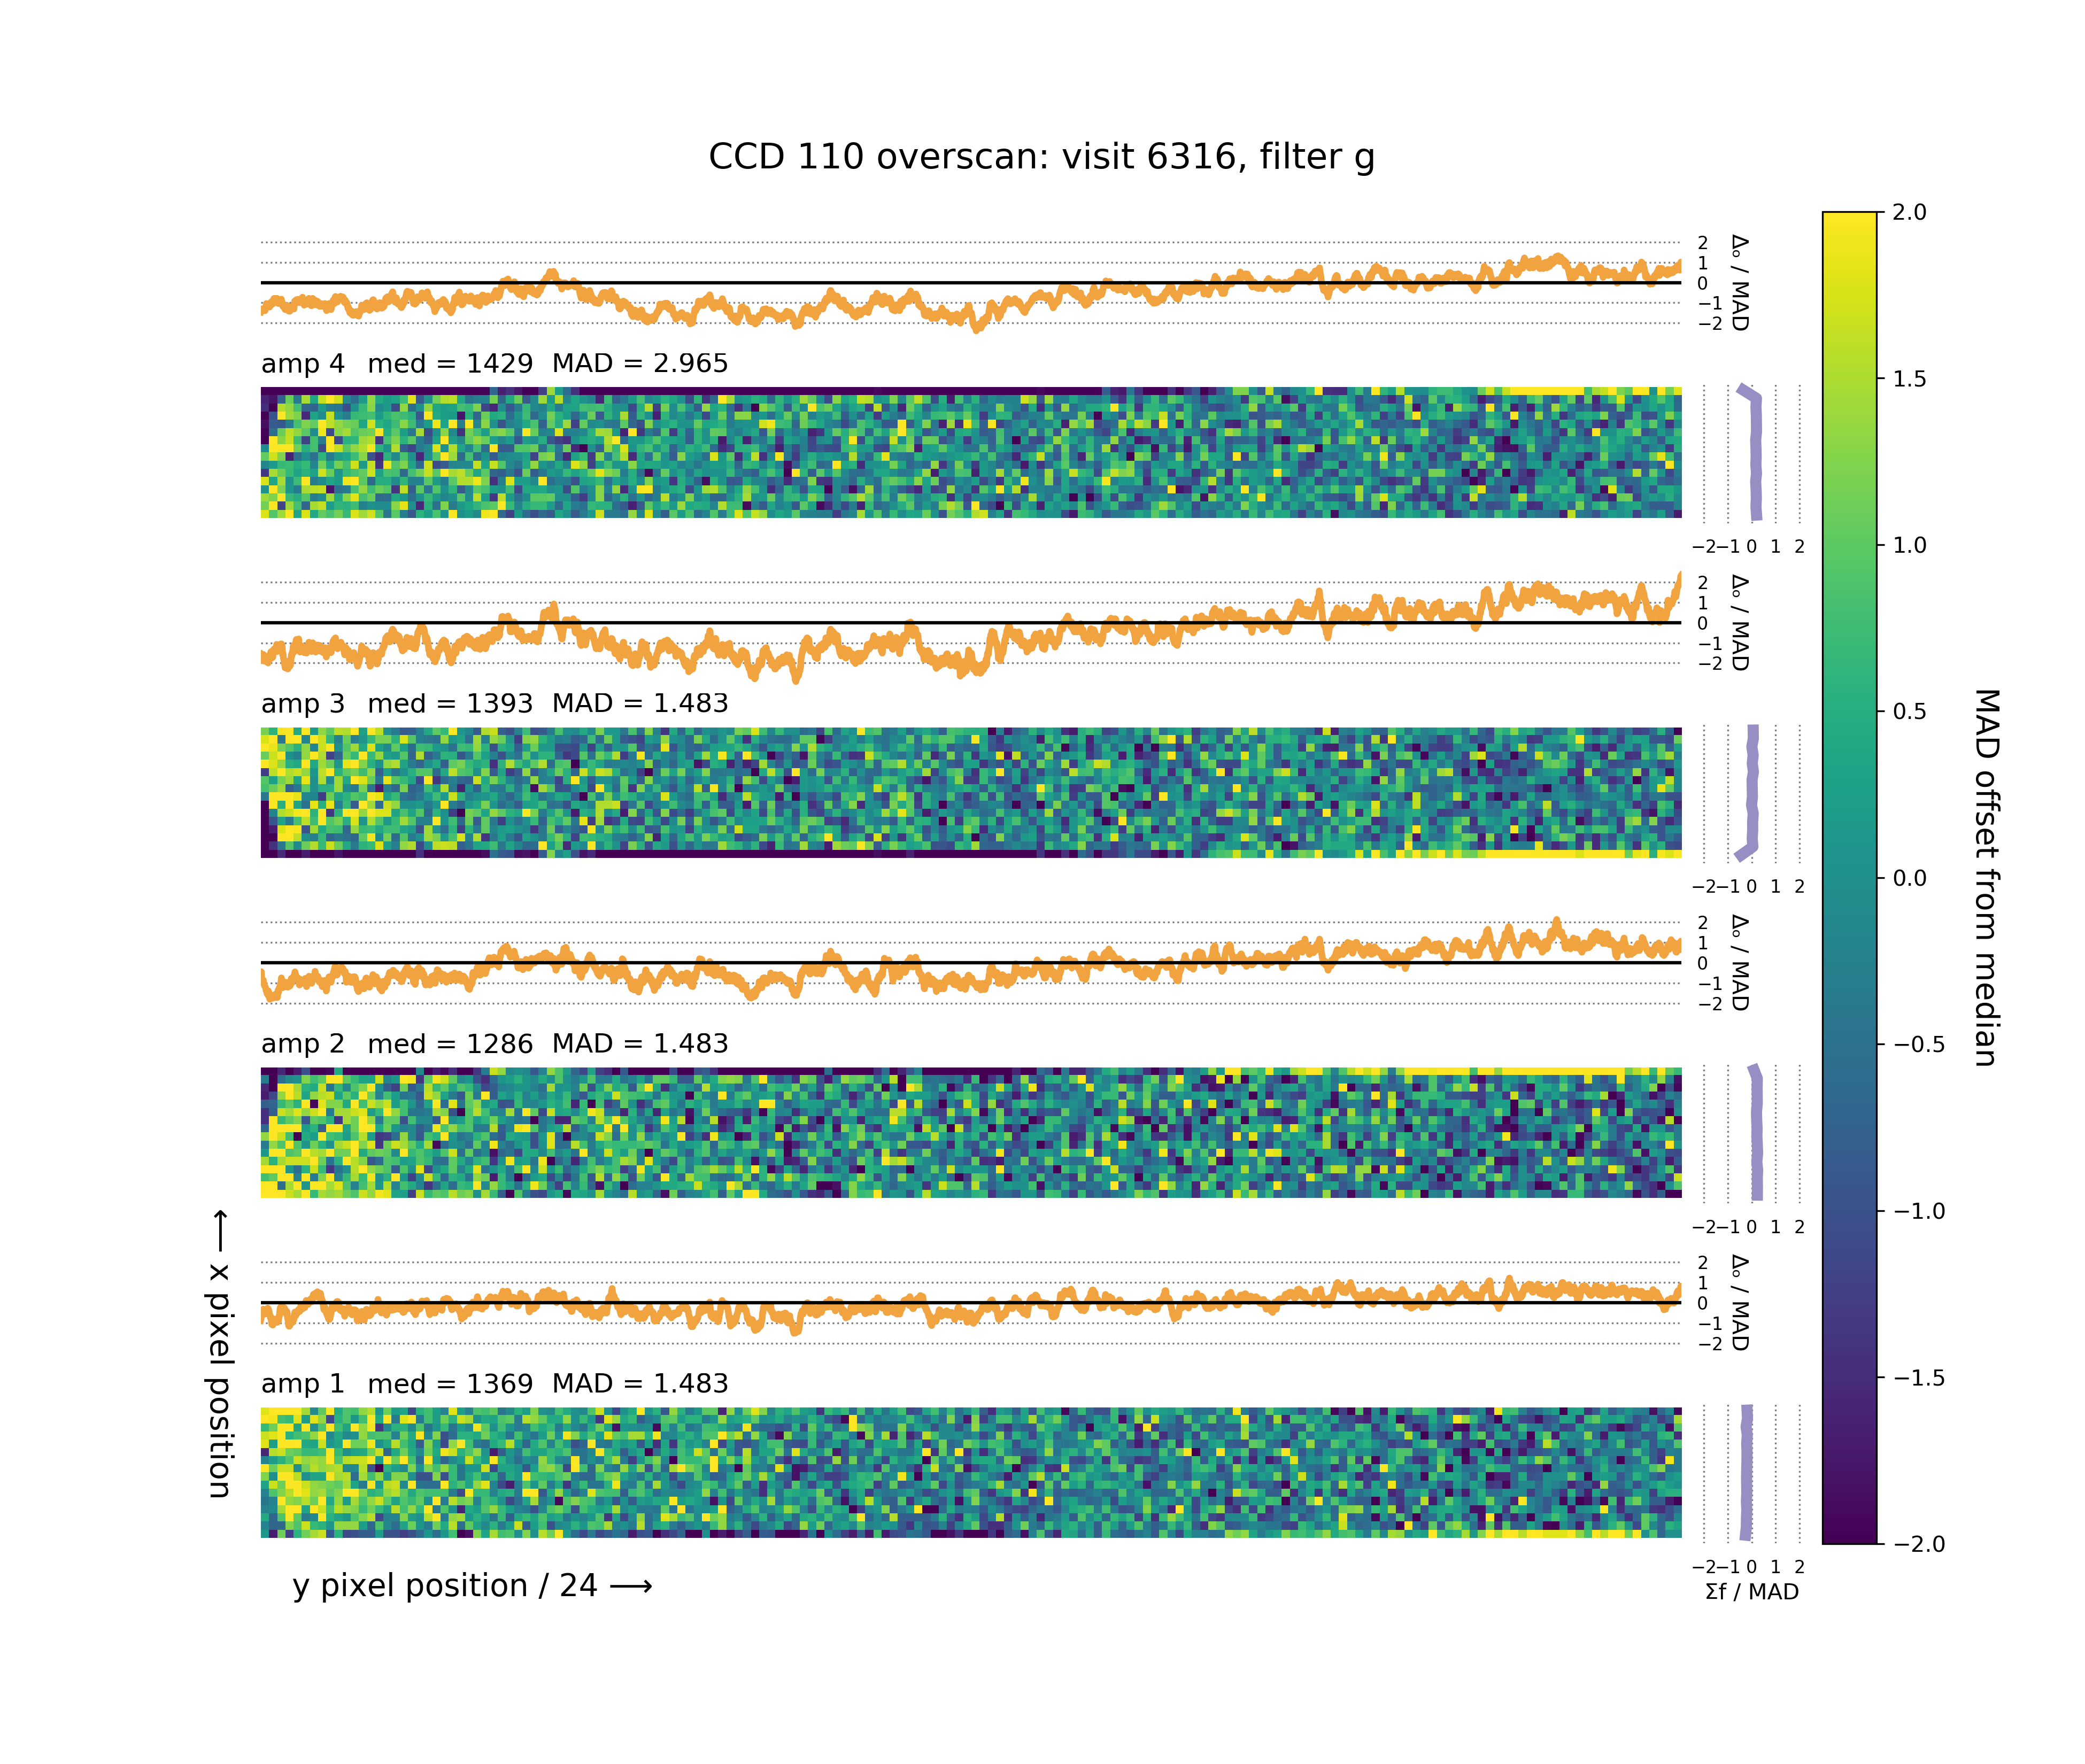 CCD 110 overscan: visit 6316, filter g
2
1
0
−1
−2
Δₒ / MAD
amp 4 med = 1429 MAD = 2.965
−2 −1 0 1 2
2
1
0
−1
−2
Δₒ / MAD
amp 3 med = 1393 MAD = 1.483
−2 −1 0 1 2
2
1
0
−1
−2
Δₒ / MAD
amp 2 med = 1286 MAD = 1.483
−2 −1 0 1 2
2
1
0
−1
−2
Δₒ / MAD
amp 1 med = 1369 MAD = 1.483
−2 −1 0 1 2
Σf / MAD
y pixel position / 24 ⟶
⟵ x pixel position
2.0
1.5
1.0
0.5
0.0
−0.5
−1.0
−1.5
−2.0
MAD offset from median